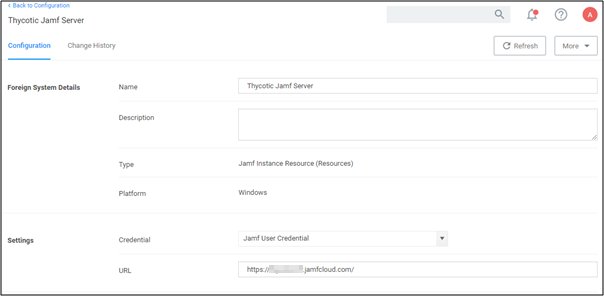 ‹ Back to Configuration
Thycotic Jamf Server
A
Configuration Change History
Refresh More
Foreign System Details
Name Thycotic Jamf Server
Description
Type Jamf Instance Resource (Resources)
Platform Windows
Settings
Credential Jamf User Credential
URL https:// .jamfcloud.com/